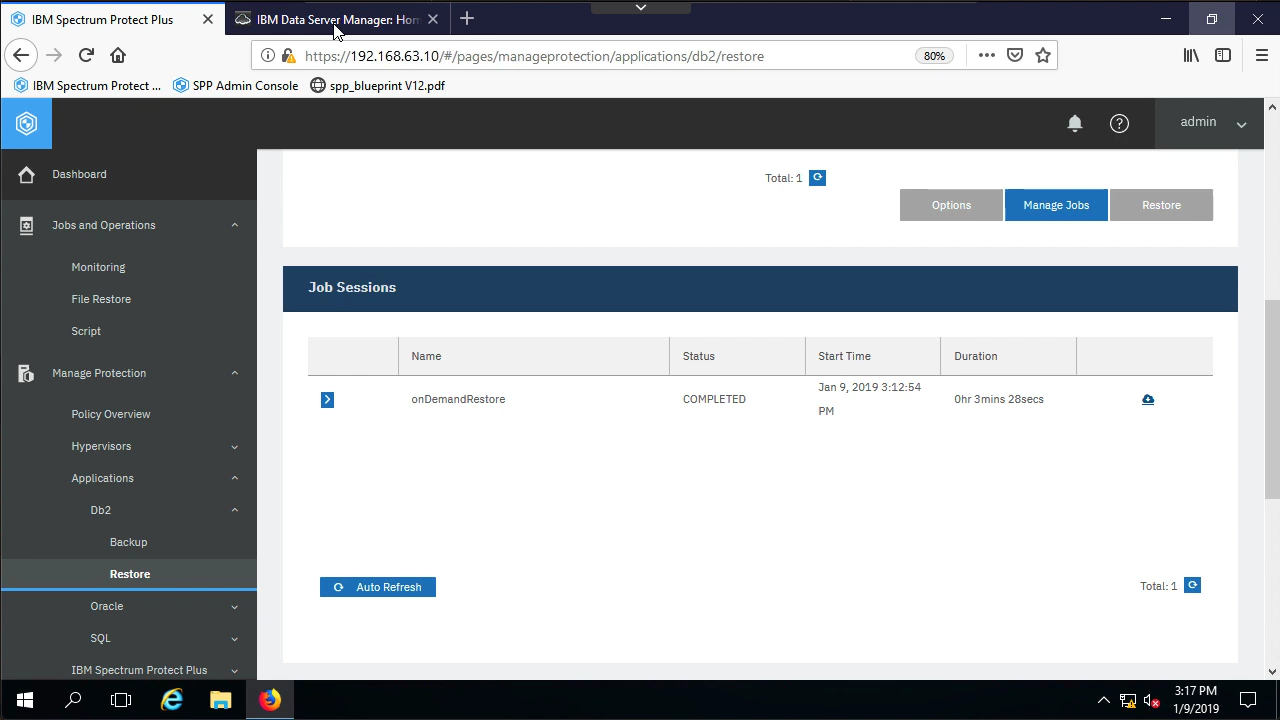 IBM Spectrum Protect Plus
IBM Data Server Manager: Hom
https://192.168.63.10/#/pages/manageprotection/applications/db2/restore
80%
IBM Spectrum Protect ...
SPP Admin Console
spp_blueprint V12.pdf
admin
Dashboard
Jobs and Operations
Monitoring
File Restore
Script
Manage Protection
Policy Overview
Hypervisors
Applications
Db2
Backup
Restore
Oracle
SQL
IBM Spectrum Protect Plus
Total: 1
Options
Manage Jobs
Restore
Job Sessions
Name
Status
Start Time
Duration
onDemandRestore
COMPLETED
Jan 9, 2019 3:12:54
PM
0hr 3mins 28secs
Auto Refresh
Total: 1
3:17 PM
1/9/2019